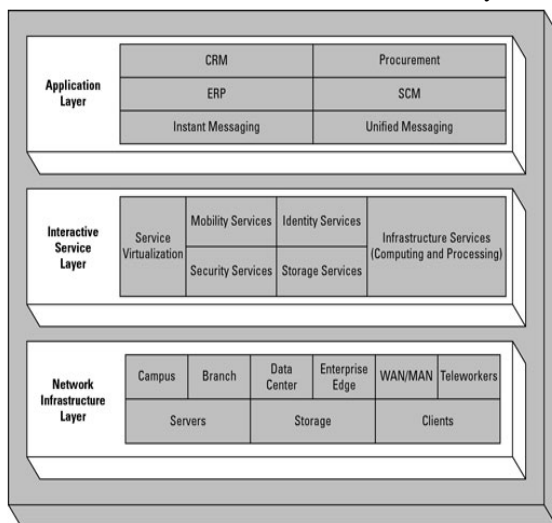 Application
Layer
CRM
Procurement
ERP
SCM
Instant Messaging
Unified Messaging
Interactive
Service
Layer
Service
Virtualization
Mobility Services
Identity Services
Security Services
Storage Services
Infrastructure Services
(Computing and Processing)
Network
Infrastructure
Layer
Campus
Branch
Data
Center
Enterprise
Edge
WAN/MAN
Teleworkers
Servers
Storage
Clients